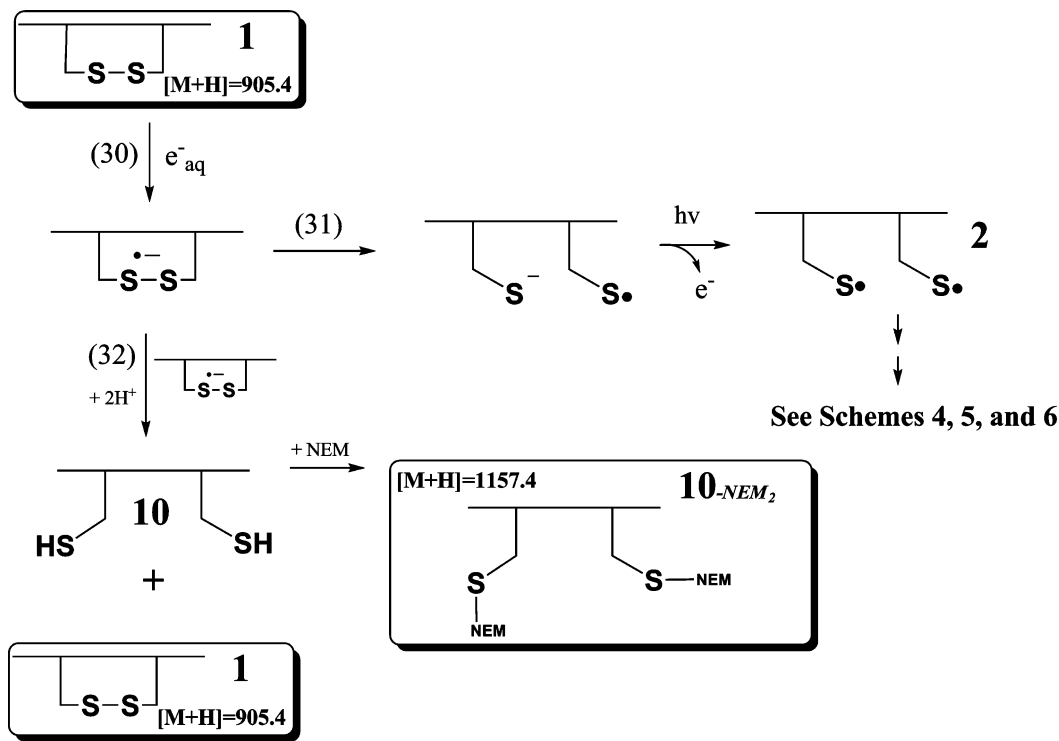 1
S–S
[M+H]=905.4
(30)
e⁻aq
•–
S–S
(31)
S⁻
S•
hν
e⁻
S•
S•
2
(32)
+ 2H⁺
•–
S–S
See Schemes 4, 5, and 6
+ NEM
10
HS
SH
[M+H]=1157.4
10-NEM₂
S
S—NEM
NEM
+
1
S–S
[M+H]=905.4